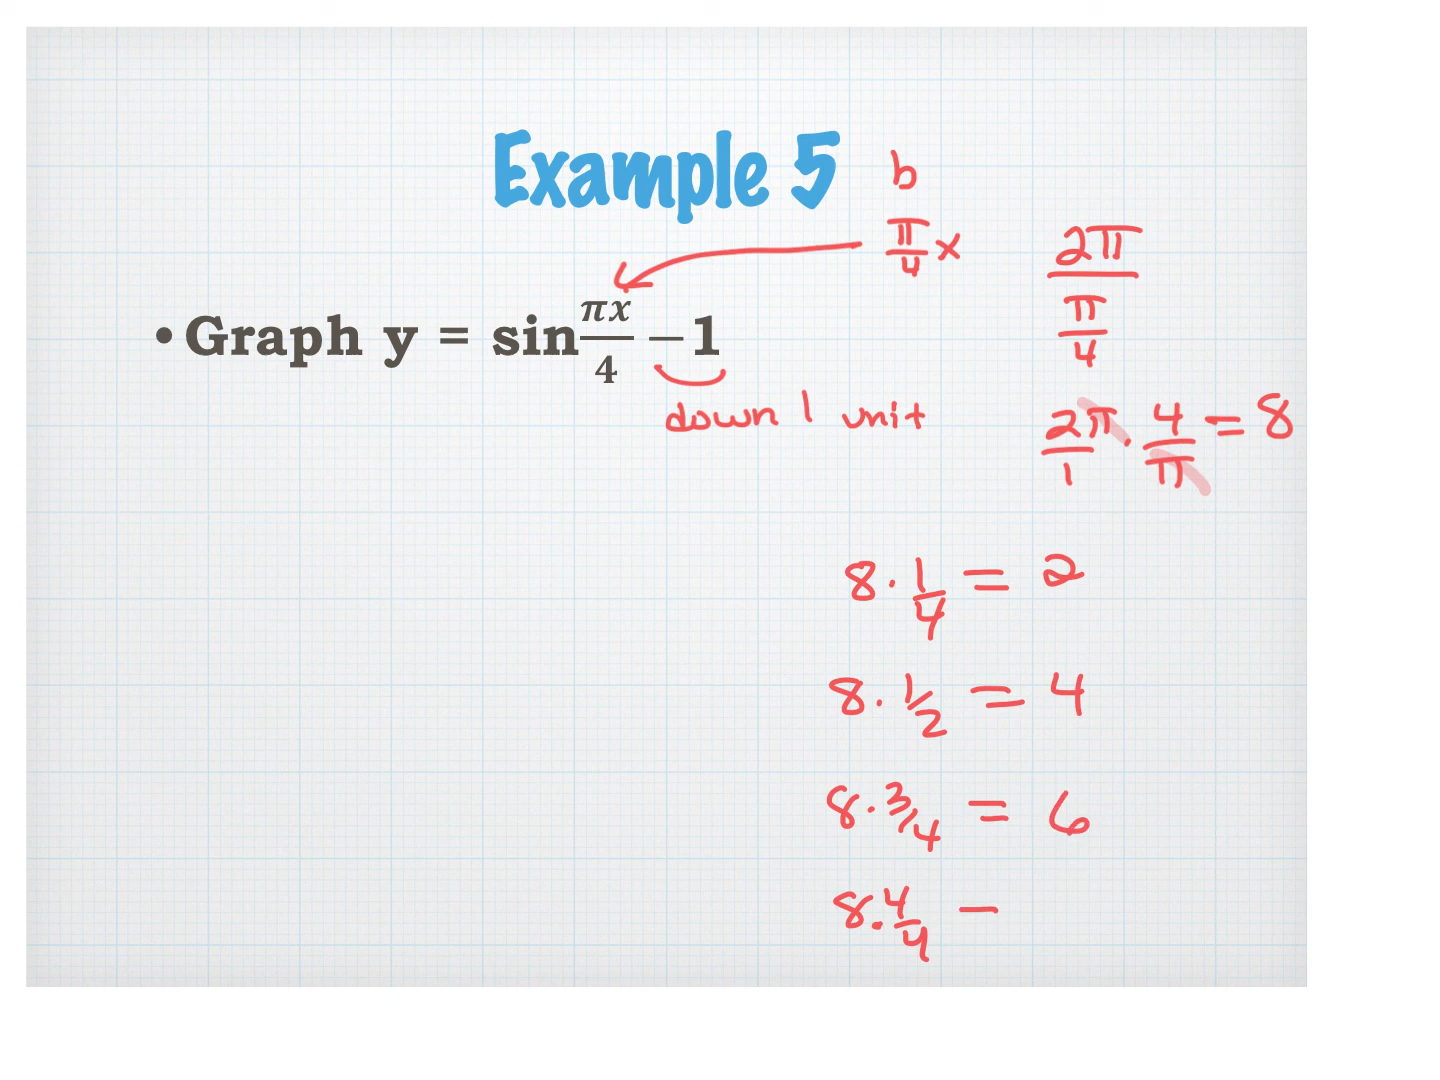 Example 5
b
π/4 x
2π / π/4
• Graph y = sin πx/4 −1
down 1 unit
2π/1 · 4/π = 8
8 · 1/4 = 2
8 · 1/2 = 4
8 · 3/4 = 6
8 · 4/4 −